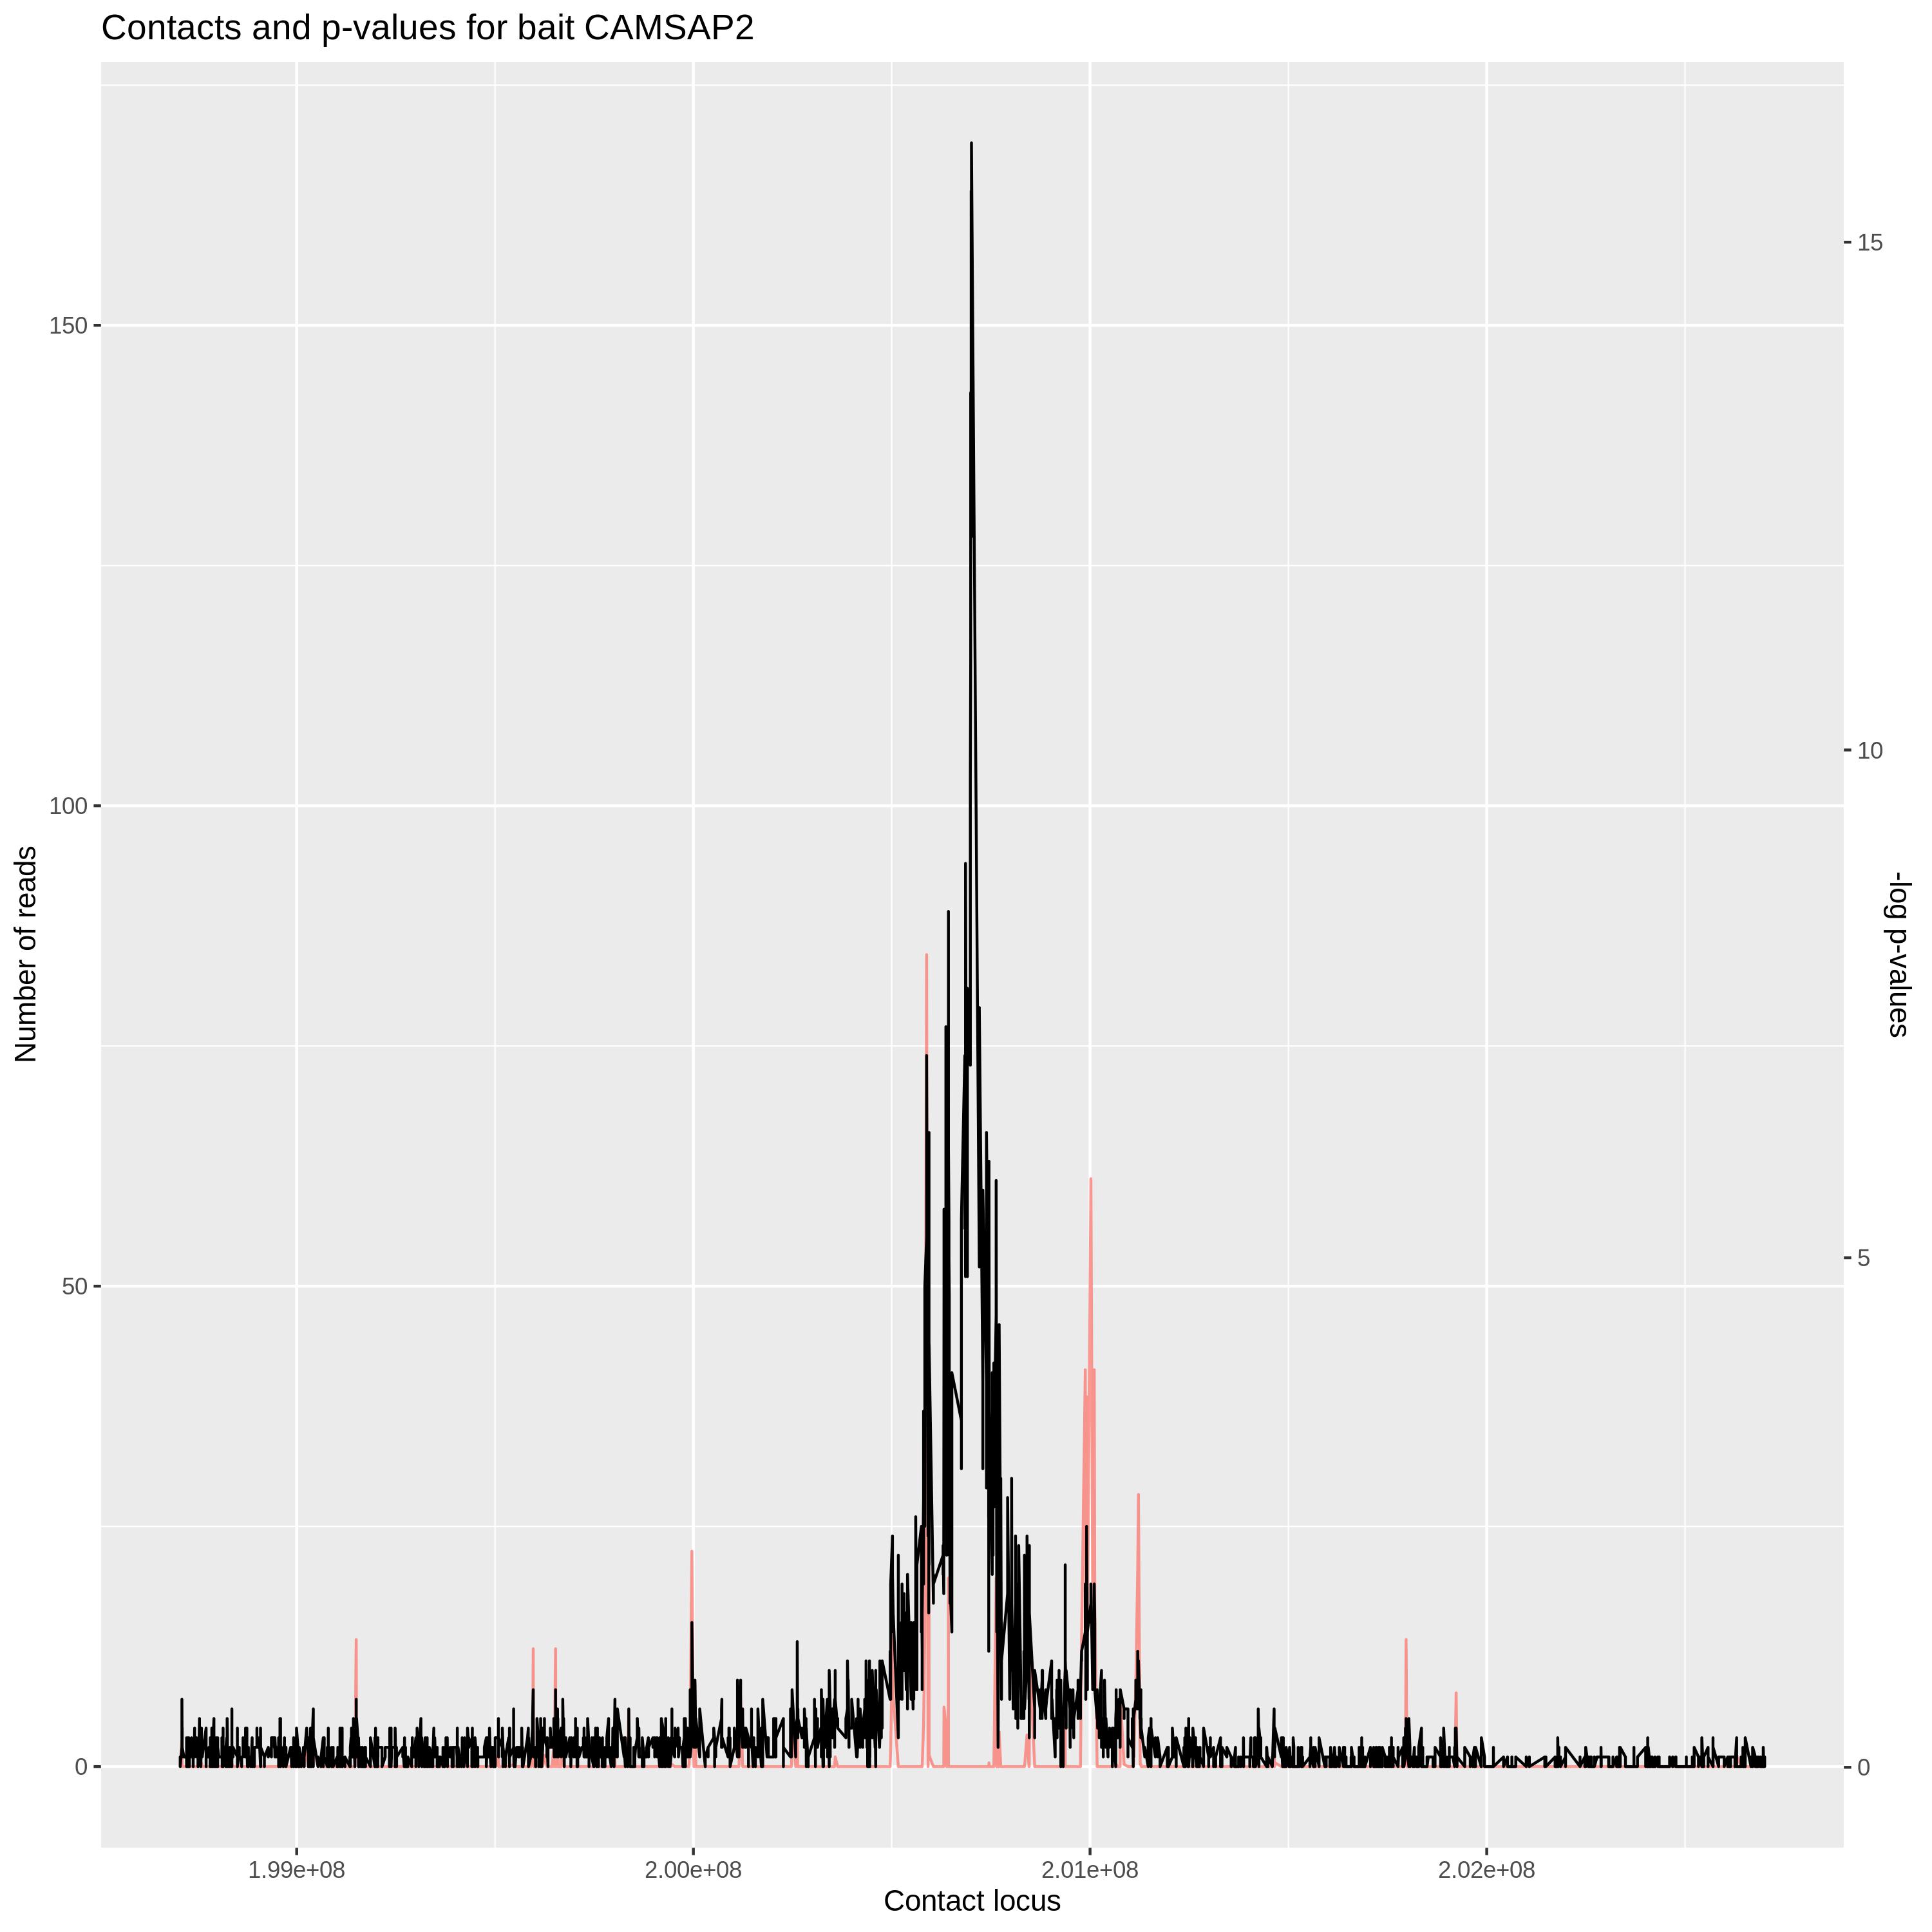 Contacts and p-values for bait CAMSAP2
150
100
50
0
15
10
5
0
Number of reads
-log p-values
1.99e+08
2.00e+08
2.01e+08
2.02e+08
Contact locus